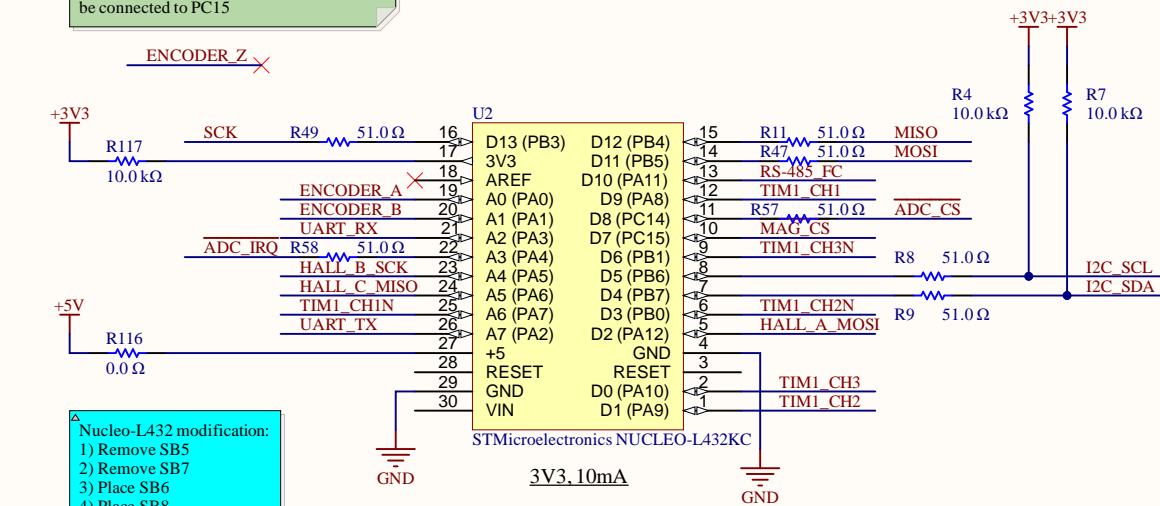 be connected to PC15
+3V3+3V3
ENCODER_Z
R4
10.0 kΩ
R7
10.0 kΩ
U2
+3V3
SCK R49 51.0 Ω 16 D13 (PB3) D12 (PB4) 15 R11 51.0 Ω MISO
R117
10.0 kΩ
17 3V3 D11 (PB5) 14 R47 51.0 Ω MOSI
18 AREF D10 (PA11) 13 RS-485_FC
ENCODER_A 19 A0 (PA0) D9 (PA8) 12 TIM1_CH1
ENCODER_B 20 A1 (PA1) D8 (PC14) 11 R57 51.0 Ω ADC_CS
UART_RX 21 A2 (PA3) D7 (PC15) 10 MAG_CS
ADC_IRQ R58 51.0 Ω 22 A3 (PA4) D6 (PB1) 9 TIM1_CH3N
HALL_B_SCK 23 A4 (PA5) D5 (PB6) 8 R8 51.0 Ω I2C_SCL
HALL_C_MISO 24 A5 (PA6) D4 (PB7) 7 R9 51.0 Ω I2C_SDA
TIM1_CH1N 25 A6 (PA7) D3 (PB0) 6 TIM1_CH2N
UART_TX 26 A7 (PA2) D2 (PA12) 5 HALL_A_MOSI
+5V
R116
0.0 Ω
27 +5 GND 4
28 RESET RESET 3
29 GND D0 (PA10) 2 TIM1_CH3
30 VIN D1 (PA9) 1 TIM1_CH2
STMicroelectronics NUCLEO-L432KC
GND
3V3, 10mA
GND
Nucleo-L432 modification:
1) Remove SB5
2) Remove SB7
3) Place SB6
4) Place SB8